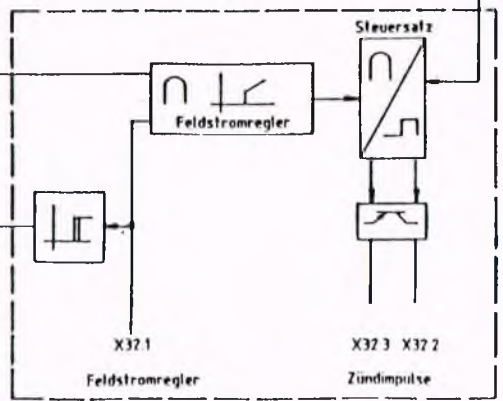 Steuersatz
Feldstromregler
X32.1
X32 3 X32 2
Feldstromregler
Zündimpulse